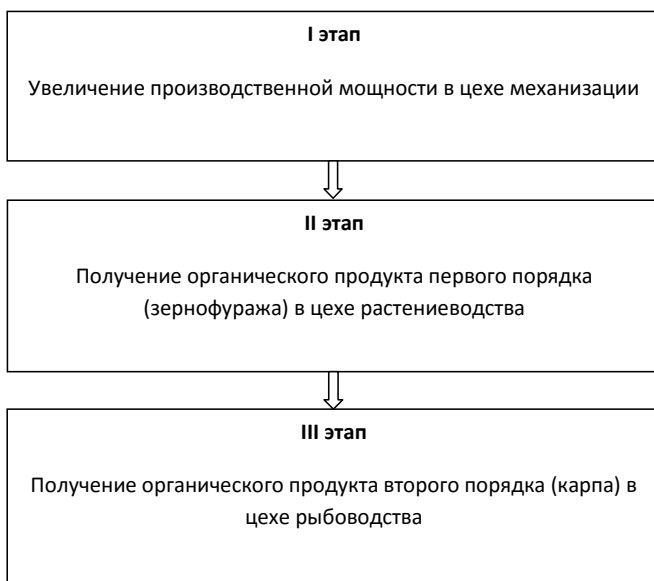 I этап
Увеличение производственной мощности в цехе механизации
II этап
Получение органического продукта первого порядка
(зернофуража) в цехе растениеводства
III этап
Получение органического продукта второго порядка (карпа) в
цехе рыбоводства